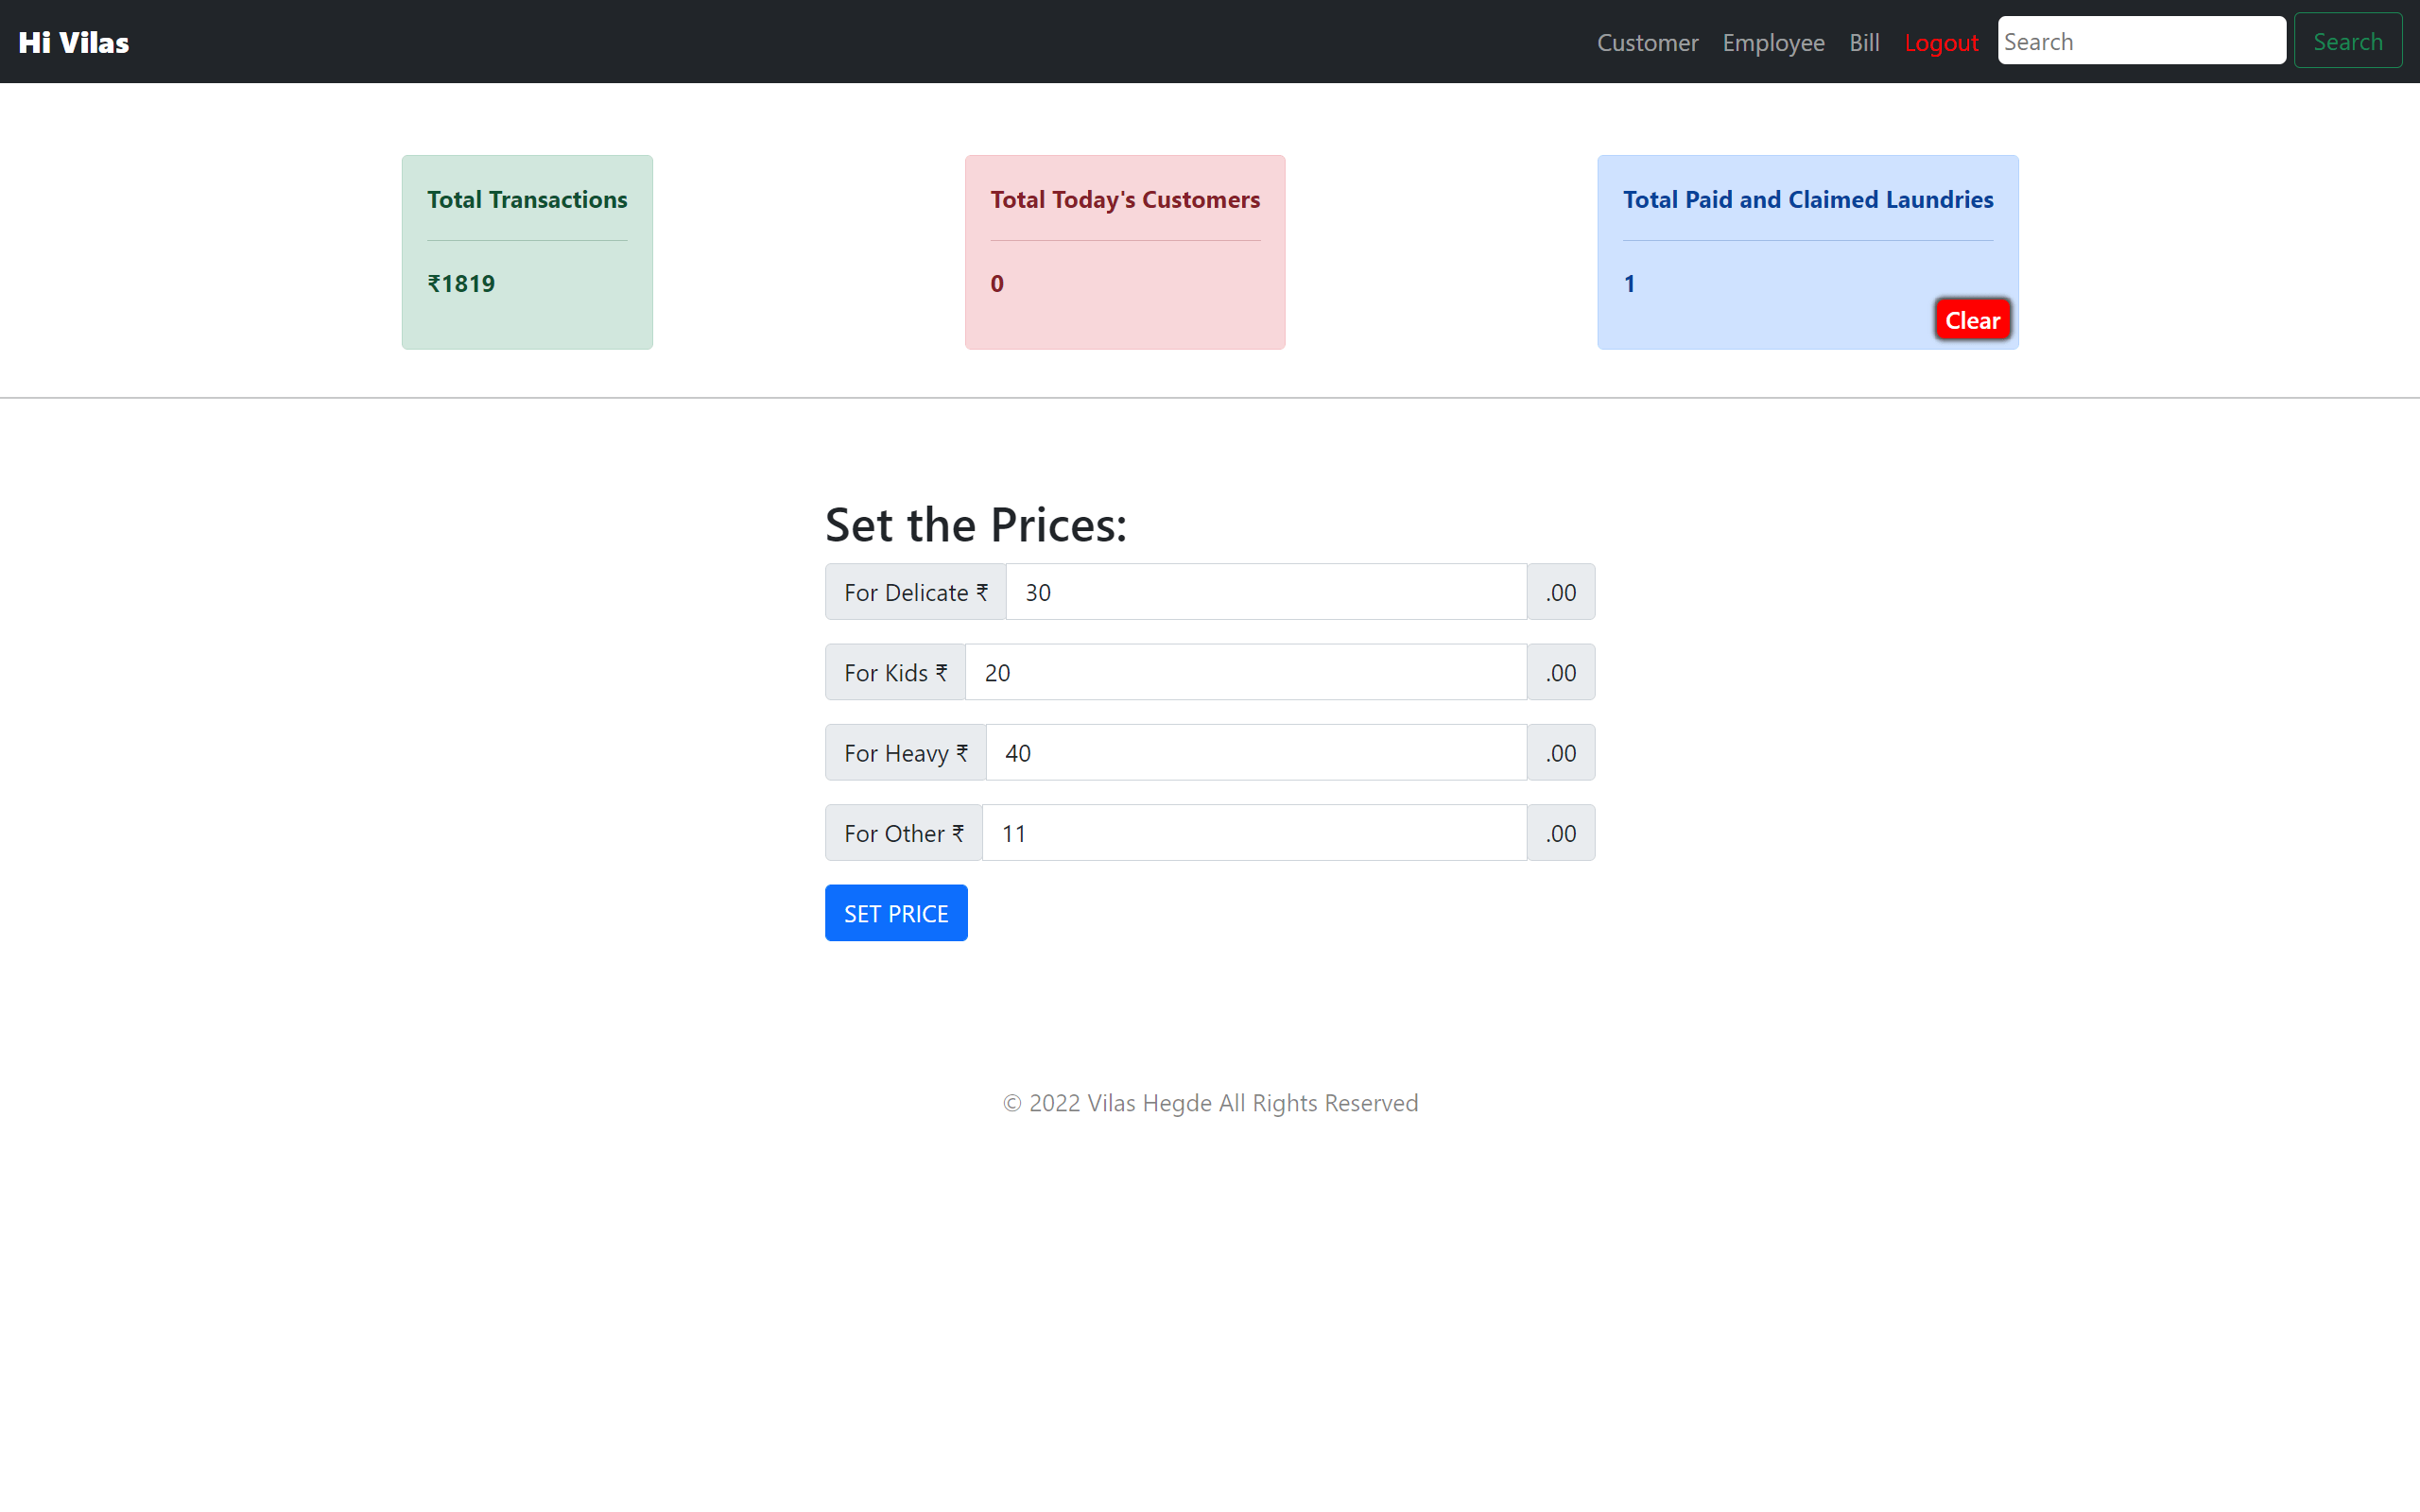 Hi Vilas
Customer Employee Bill Logout Search Search
Total Transactions
₹1819
Total Today's Customers
0
Total Paid and Claimed Laundries
1
Clear
Set the Prices:
For Delicate ₹ 30 .00
For Kids ₹ 20 .00
For Heavy ₹ 40 .00
For Other ₹ 11 .00
SET PRICE
© 2022 Vilas Hegde All Rights Reserved